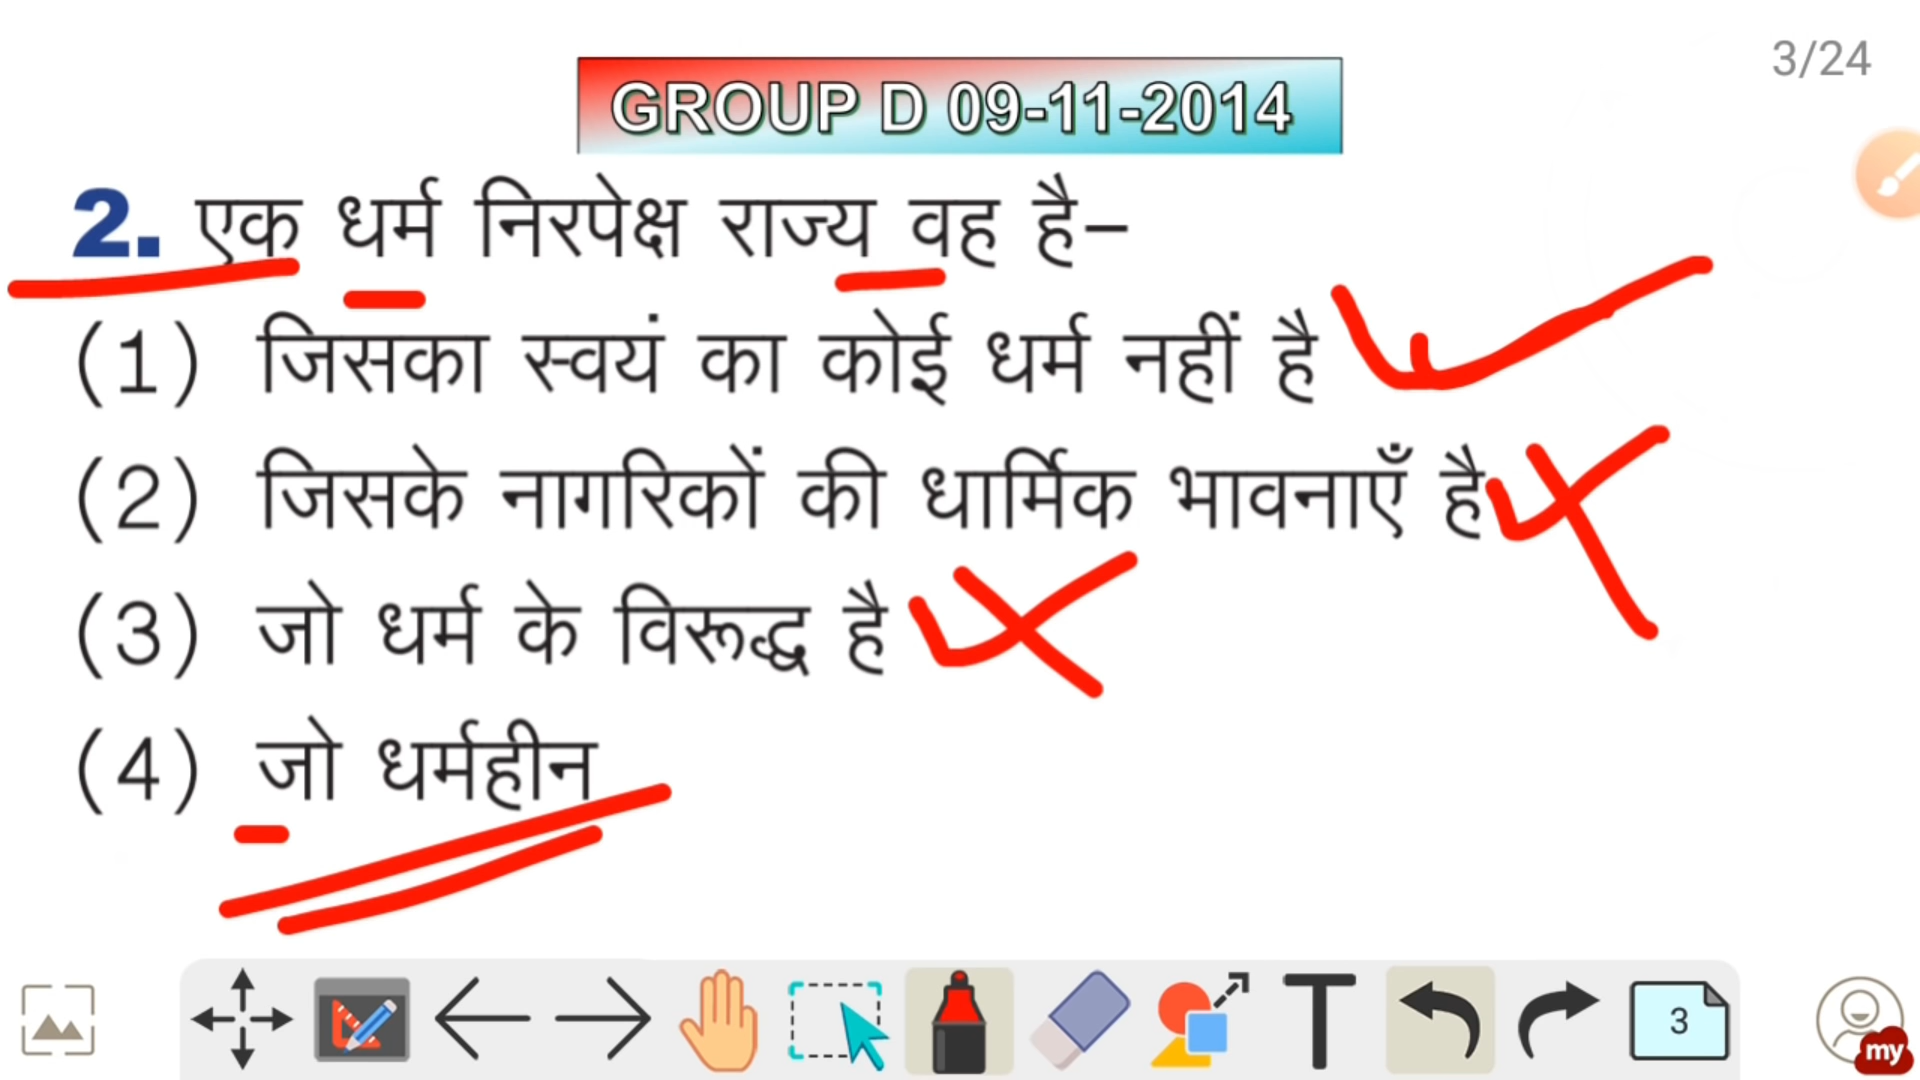 3/24
GROUP D 09-11-2014
2. एक धर्म निरपेक्ष राज्य वह है–
(1) जिसका स्वयं का कोई धर्म नहीं है
(2) जिसके नागरिकों की धार्मिक भावनाएँ है
(3) जो धर्म के विरूद्ध है
(4) जो धर्महीन
T
3
my